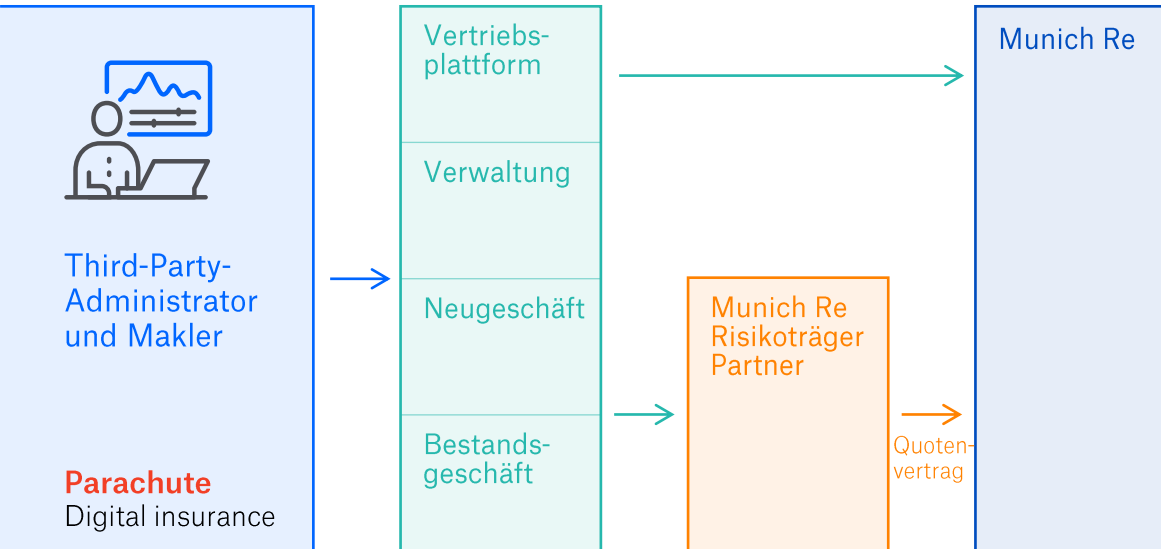 Third-Party-
Administrator
und Makler
Parachute
Digital insurance
Vertriebs-
plattform
Verwaltung
Neugeschäft
Bestands-
geschäft
Munich Re
Risikoträger
Partner
Quoten-
vertrag
Munich Re